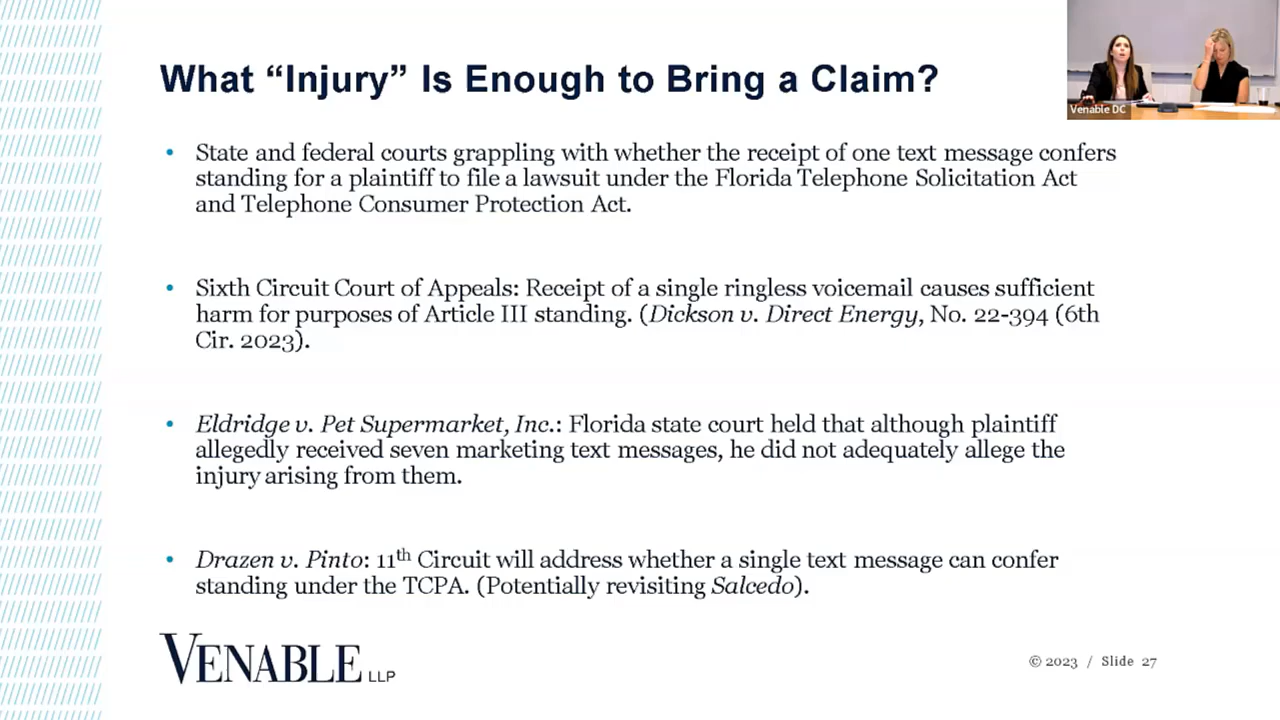 What “Injury” Is Enough to Bring a Claim?
Venable DC
• State and federal courts grappling with whether the receipt of one text message confers
standing for a plaintiff to file a lawsuit under the Florida Telephone Solicitation Act
and Telephone Consumer Protection Act.
• Sixth Circuit Court of Appeals: Receipt of a single ringless voicemail causes sufficient
harm for purposes of Article III standing. (Dickson v. Direct Energy, No. 22-394 (6th
Cir. 2023).
• Eldridge v. Pet Supermarket, Inc.: Florida state court held that although plaintiff
allegedly received seven marketing text messages, he did not adequately allege the
injury arising from them.
• Drazen v. Pinto: 11th Circuit will address whether a single text message can confer
standing under the TCPA. (Potentially revisiting Salcedo).
VENABLE LLP
© 2023 / Slide 27